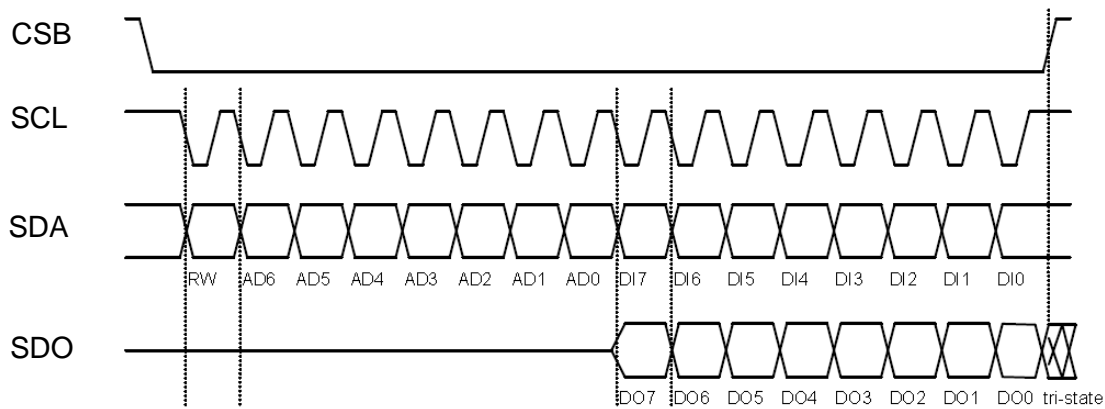 CSB
SCL
SDA
RW AD6 AD5 AD4 AD3 AD2 AD1 AD0 DI7 DI6 DI5 DI4 DI3 DI2 DI1 DI0
SDO
DO7 DO6 DO5 DO4 DO3 DO2 DO1 DO0 tri-state